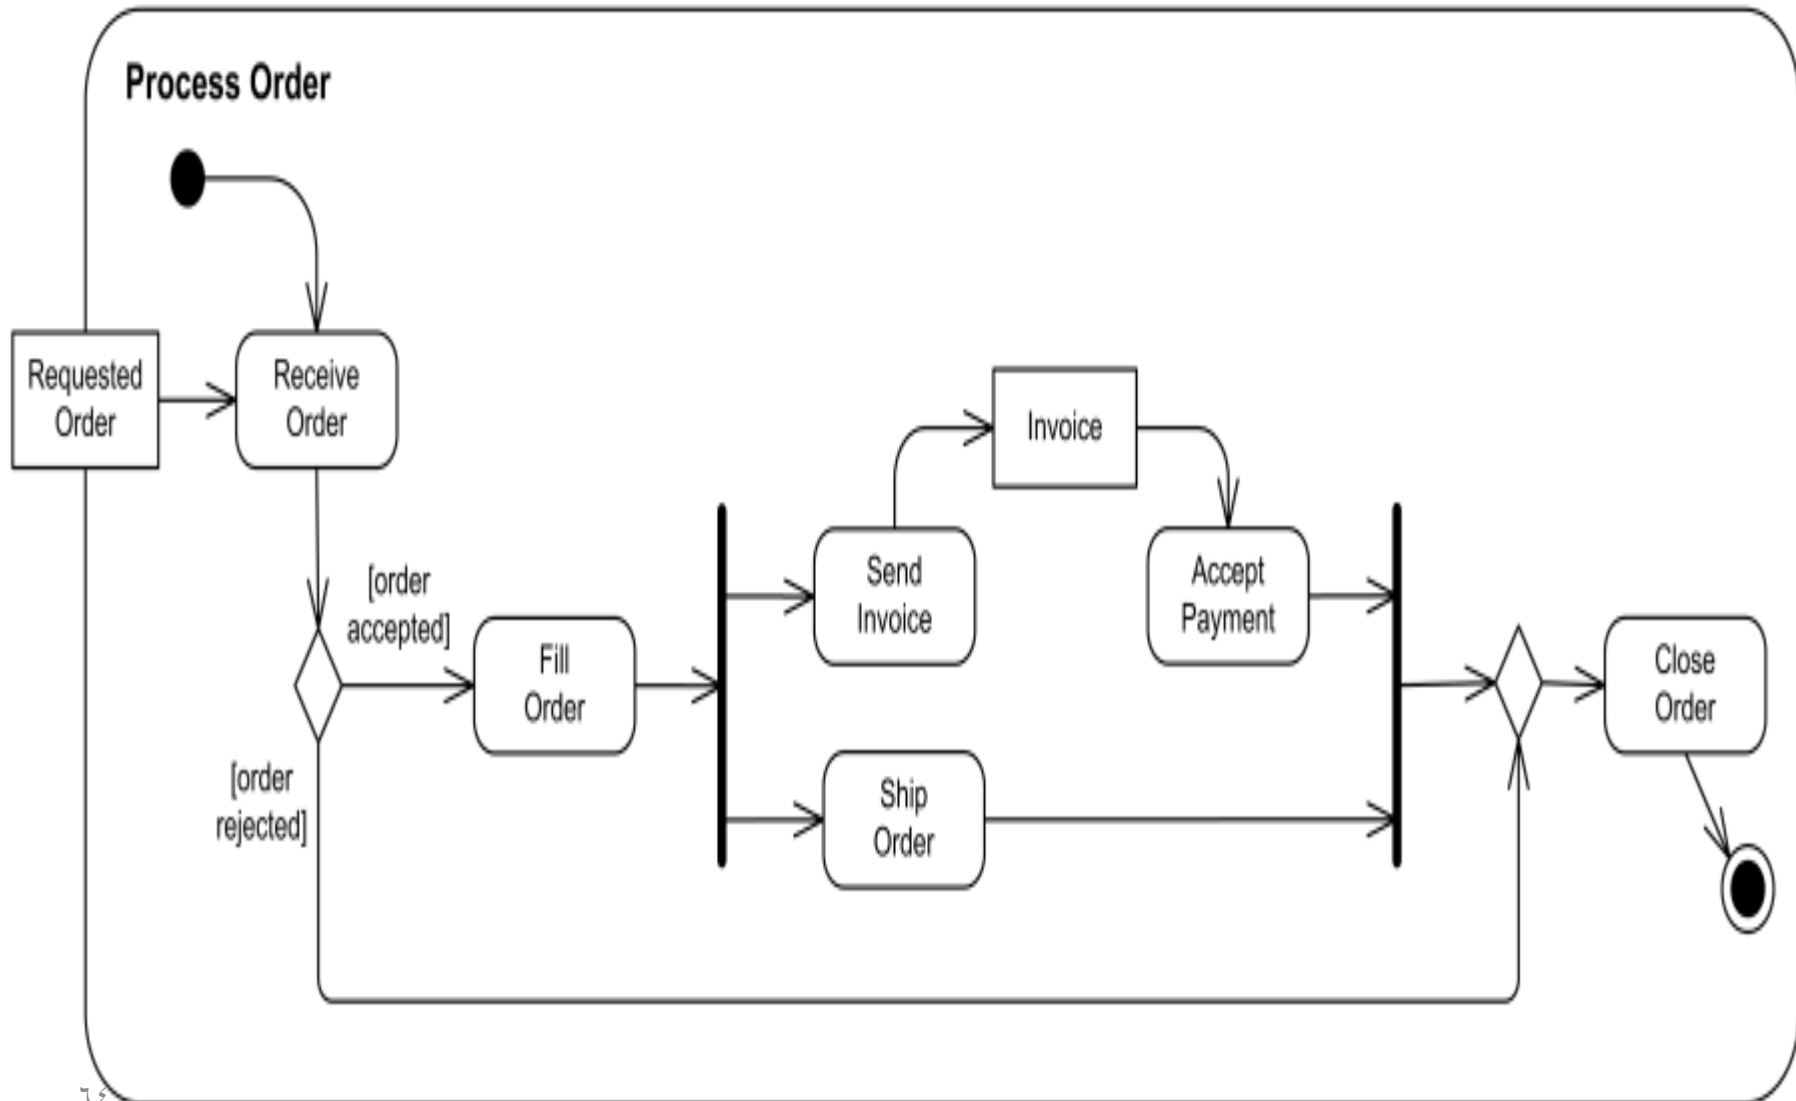 Process Order
Requested
Order
Receive
Order
[order
accepted]
[order
rejected]
Fill
Order
Send
Invoice
Invoice
Accept
Payment
Ship
Order
Close
Order